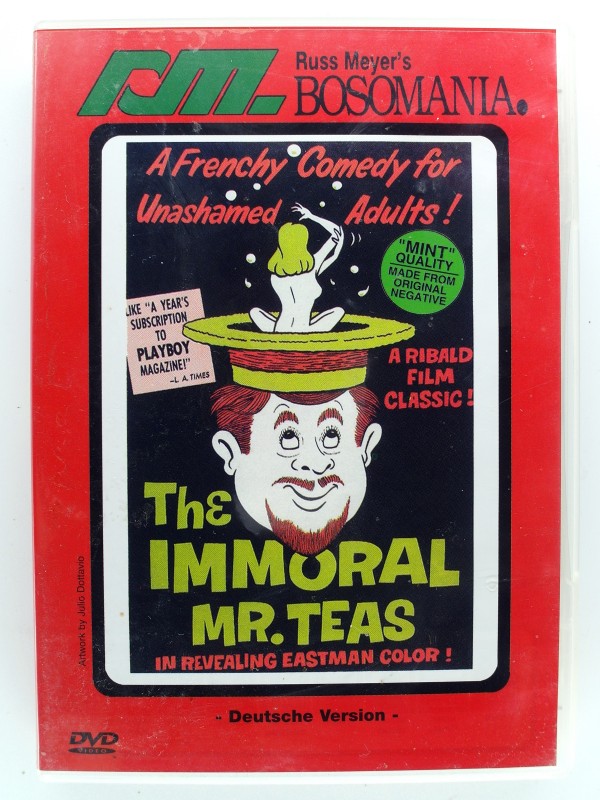 RM.
Russ Meyer's
BOSOMANIA.
A Frenchy Comedy for
Unashamed Adults!
"MINT"
QUALITY
MADE FROM
ORIGINAL
NEGATIVE
LIKE "A YEAR'S
SUBSCRIPTION
TO
PLAYBOY
MAGAZINE!"
—L. A. TIMES
A RIBALD
FILM
CLASSIC!
The
IMMORAL
MR. TEAS
IN REVEALING EASTMAN COLOR!
Artwork by Julio Dottavio
- Deutsche Version -
DVD
VIDEO